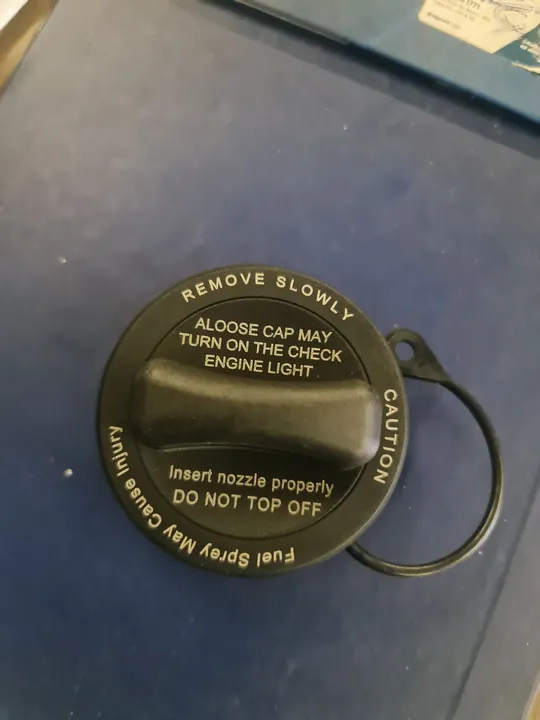 REMOVE SLOWLY
ALOOSE CAP MAY
TURN ON THE CHECK
ENGINE LIGHT
CAUTION
Insert nozzle properly
DO NOT TOP OFF
Fuel Sprey May Cause Injury